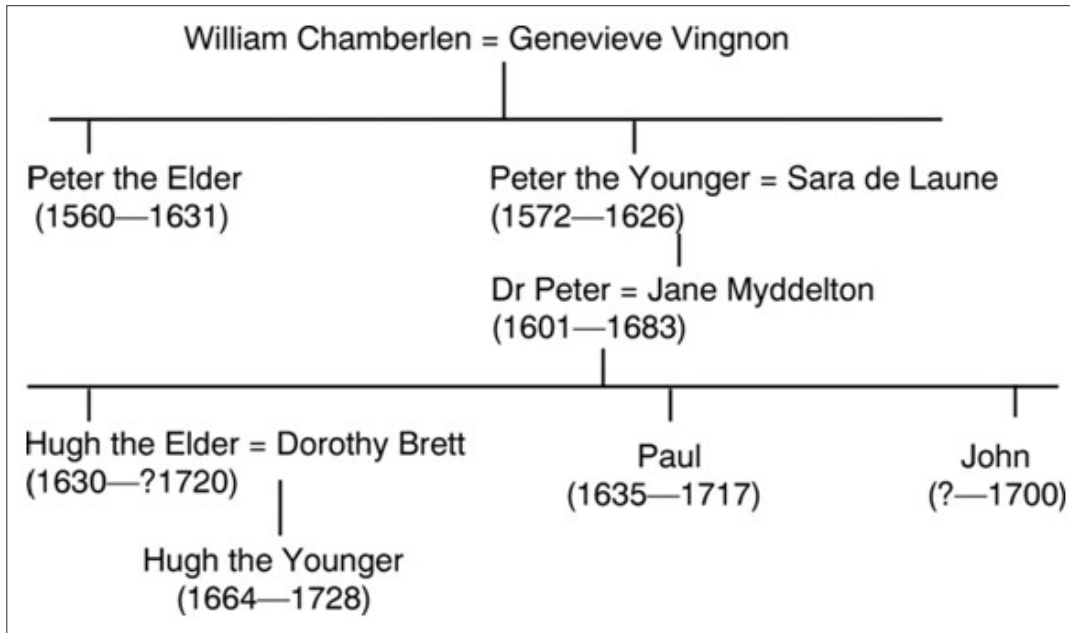 William Chamberlen = Genevieve Vingnon
Peter the Elder
(1560—1631)
Peter the Younger = Sara de Laune
(1572—1626)
Dr Peter = Jane Myddelton
(1601—1683)
Hugh the Elder = Dorothy Brett
(1630—?1720)
Paul
(1635—1717)
John
(?—1700)
Hugh the Younger
(1664—1728)